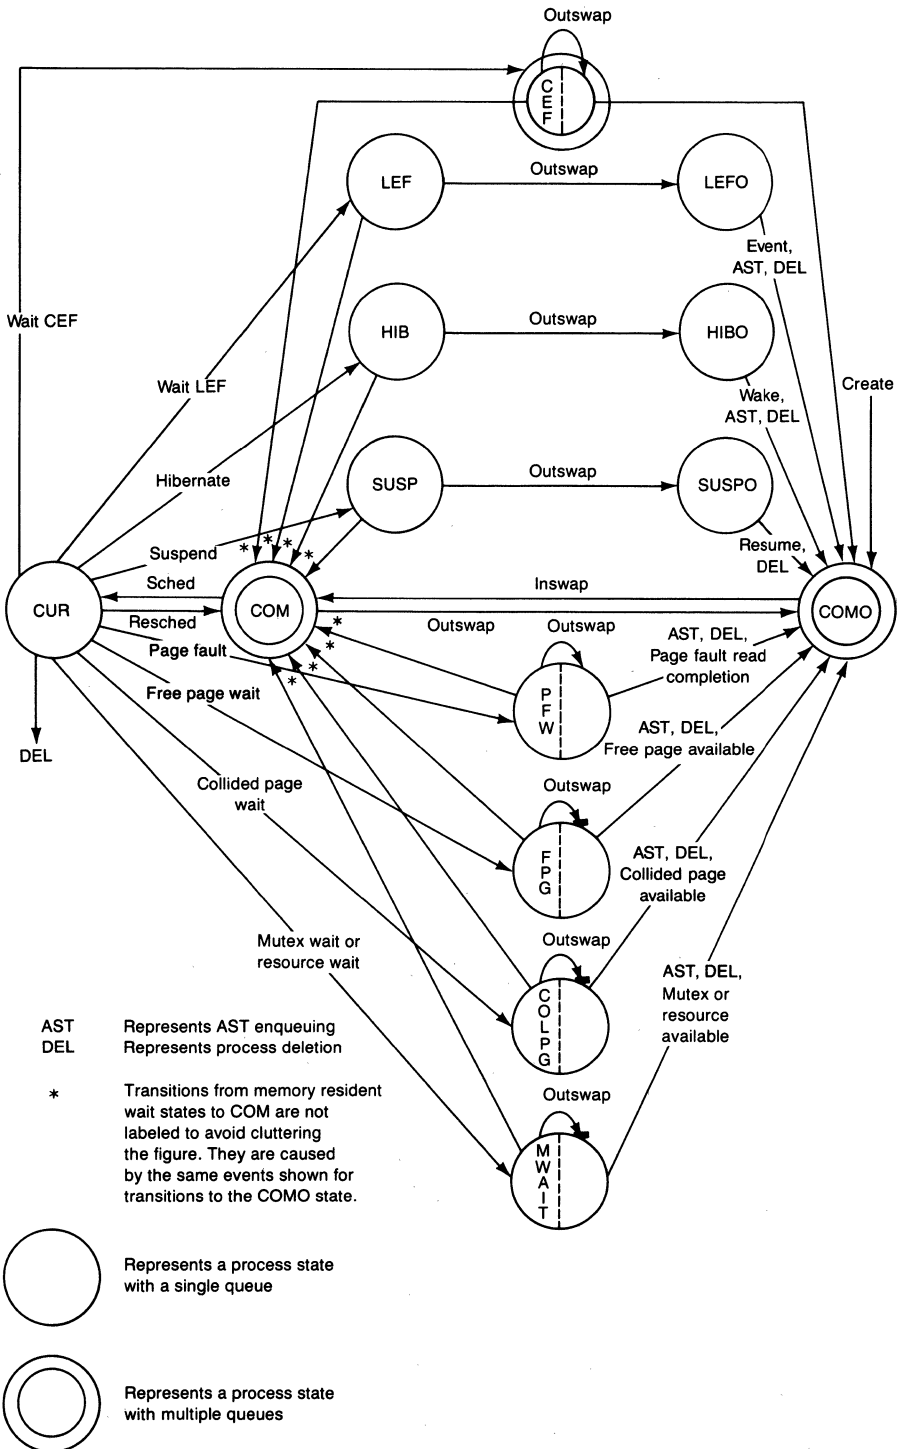 Outswap
C
E
F
LEF
Outswap
LEFO
Event,
AST, DEL
Wait CEF
HIB
Outswap
HIBO
Wait LEF
Wake,
AST, DEL
Create
Hibernate
SUSP
Outswap
SUSPO
*
*
*
*
Suspend
Resume,
DEL
Sched
Inswap
CUR
COM
COMO
Resched
*
Outswap
Outswap
AST, DEL,
Page fault read
completion
Page fault
*
*
*
Free page wait
P
F
W
DEL
AST, DEL,
Free page available
Collided page
wait
Outswap
F
P
G
AST, DEL,
Collided page
available
Mutex wait or
resource wait
Outswap
AST, DEL,
Mutex or
resource
available
C
O
L
P
G
AST Represents AST enqueuing
DEL Represents process deletion
* Transitions from memory resident
wait states to COM are not
labeled to avoid cluttering
the figure. They are caused
by the same events shown for
transitions to the COMO state.
Outswap
M
W
A
I
T
Represents a process state
with a single queue
Represents a process state
with multiple queues